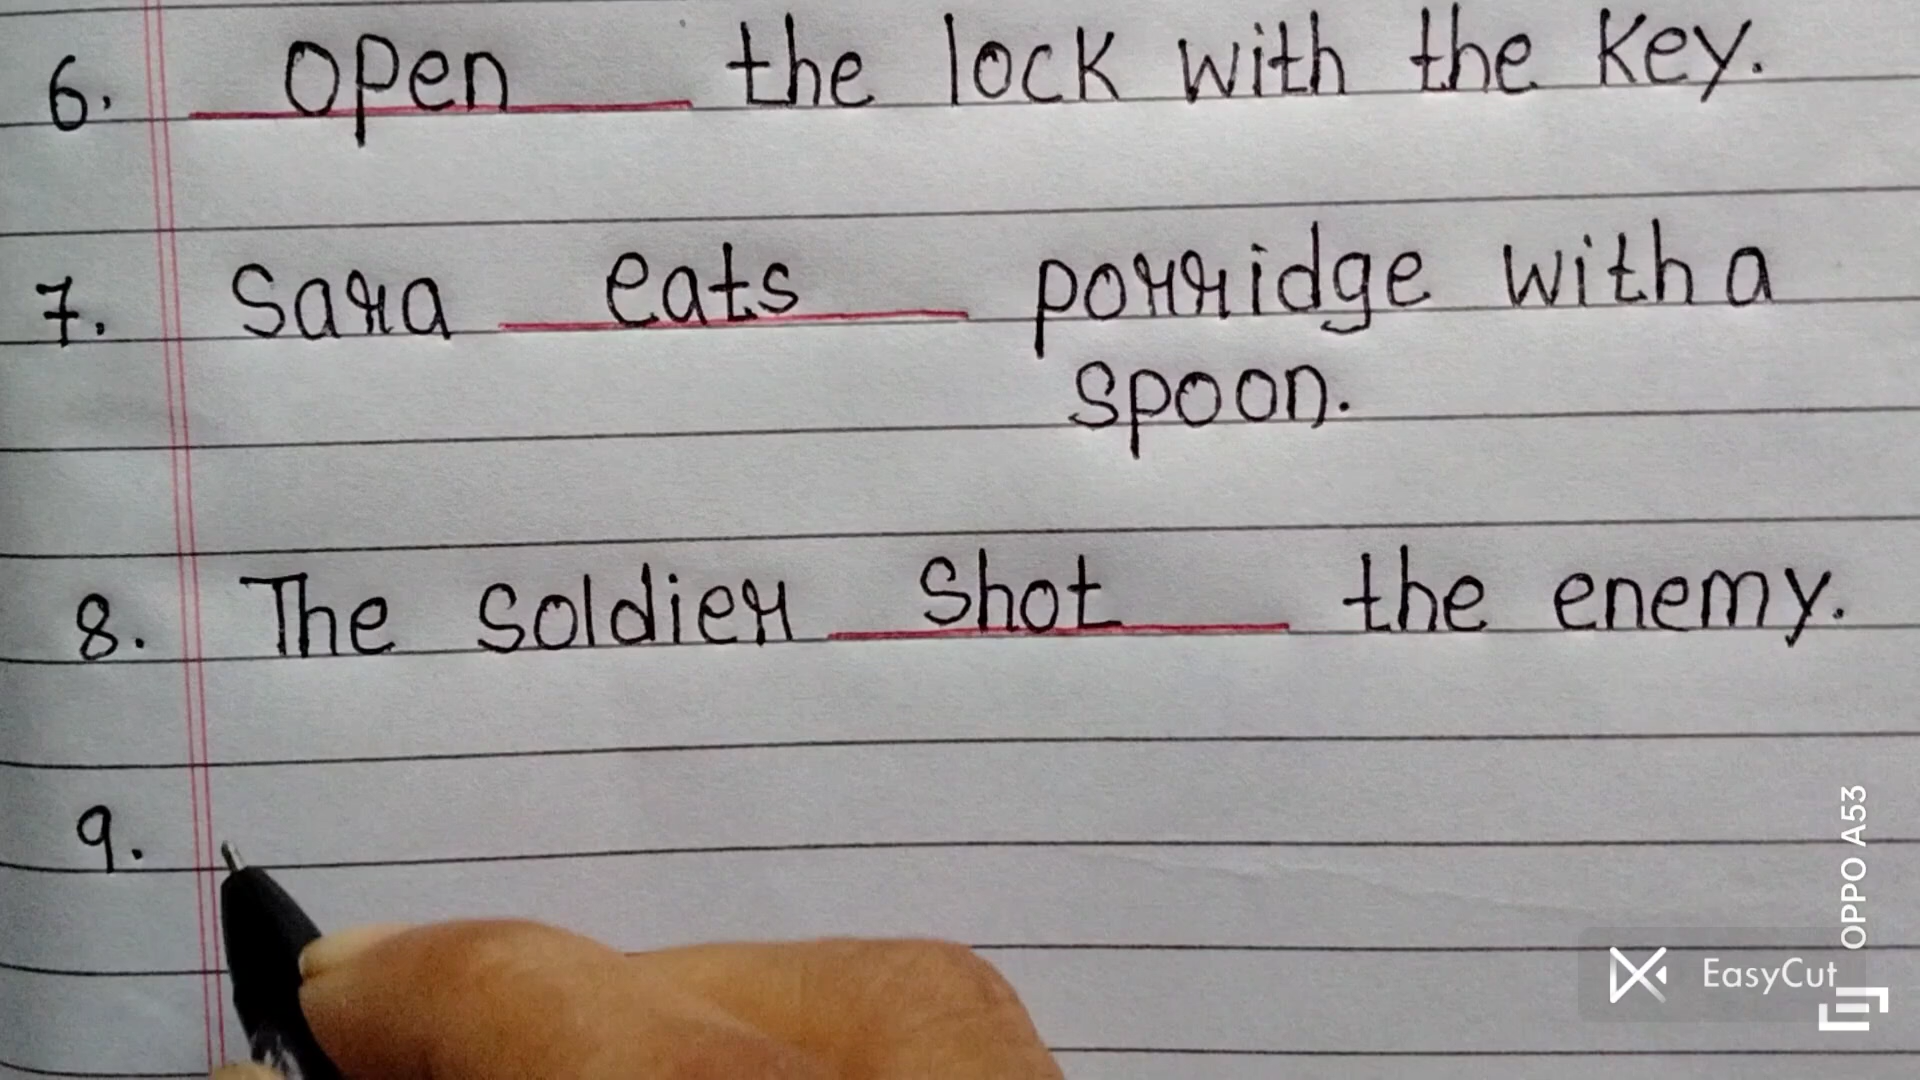 6. Open the lock with the key.
7. Sara eats porridge with a
spoon.
8. The soldier shot the enemy.
9.
OPPO A53
EasyCut